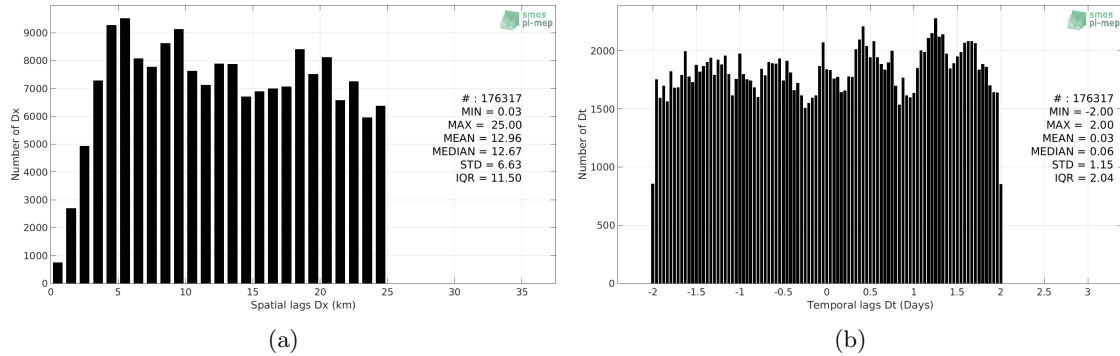 smos
pi-mep
9000
8000
7000
6000
5000
4000
3000
2000
1000
0
Number of Dx
# : 176317
MIN = 0.03
MAX = 25.00
MEAN = 12.96
MEDIAN = 12.67
STD = 6.63
IQR = 11.50
0 5 10 15 20 25 30 35
Spatial lags Dx (km)
(a)
smos
pi-mep
2000
1500
1000
500
0
Number of Dt
# : 176317
MIN = -2.00
MAX = 2.00
MEAN = 0.03
MEDIAN = 0.06
STD = 1.15
IQR = 2.04
-2 -1.5 -1 -0.5 0 0.5 1 1.5 2 2.5 3
Temporal lags Dt (Days)
(b)